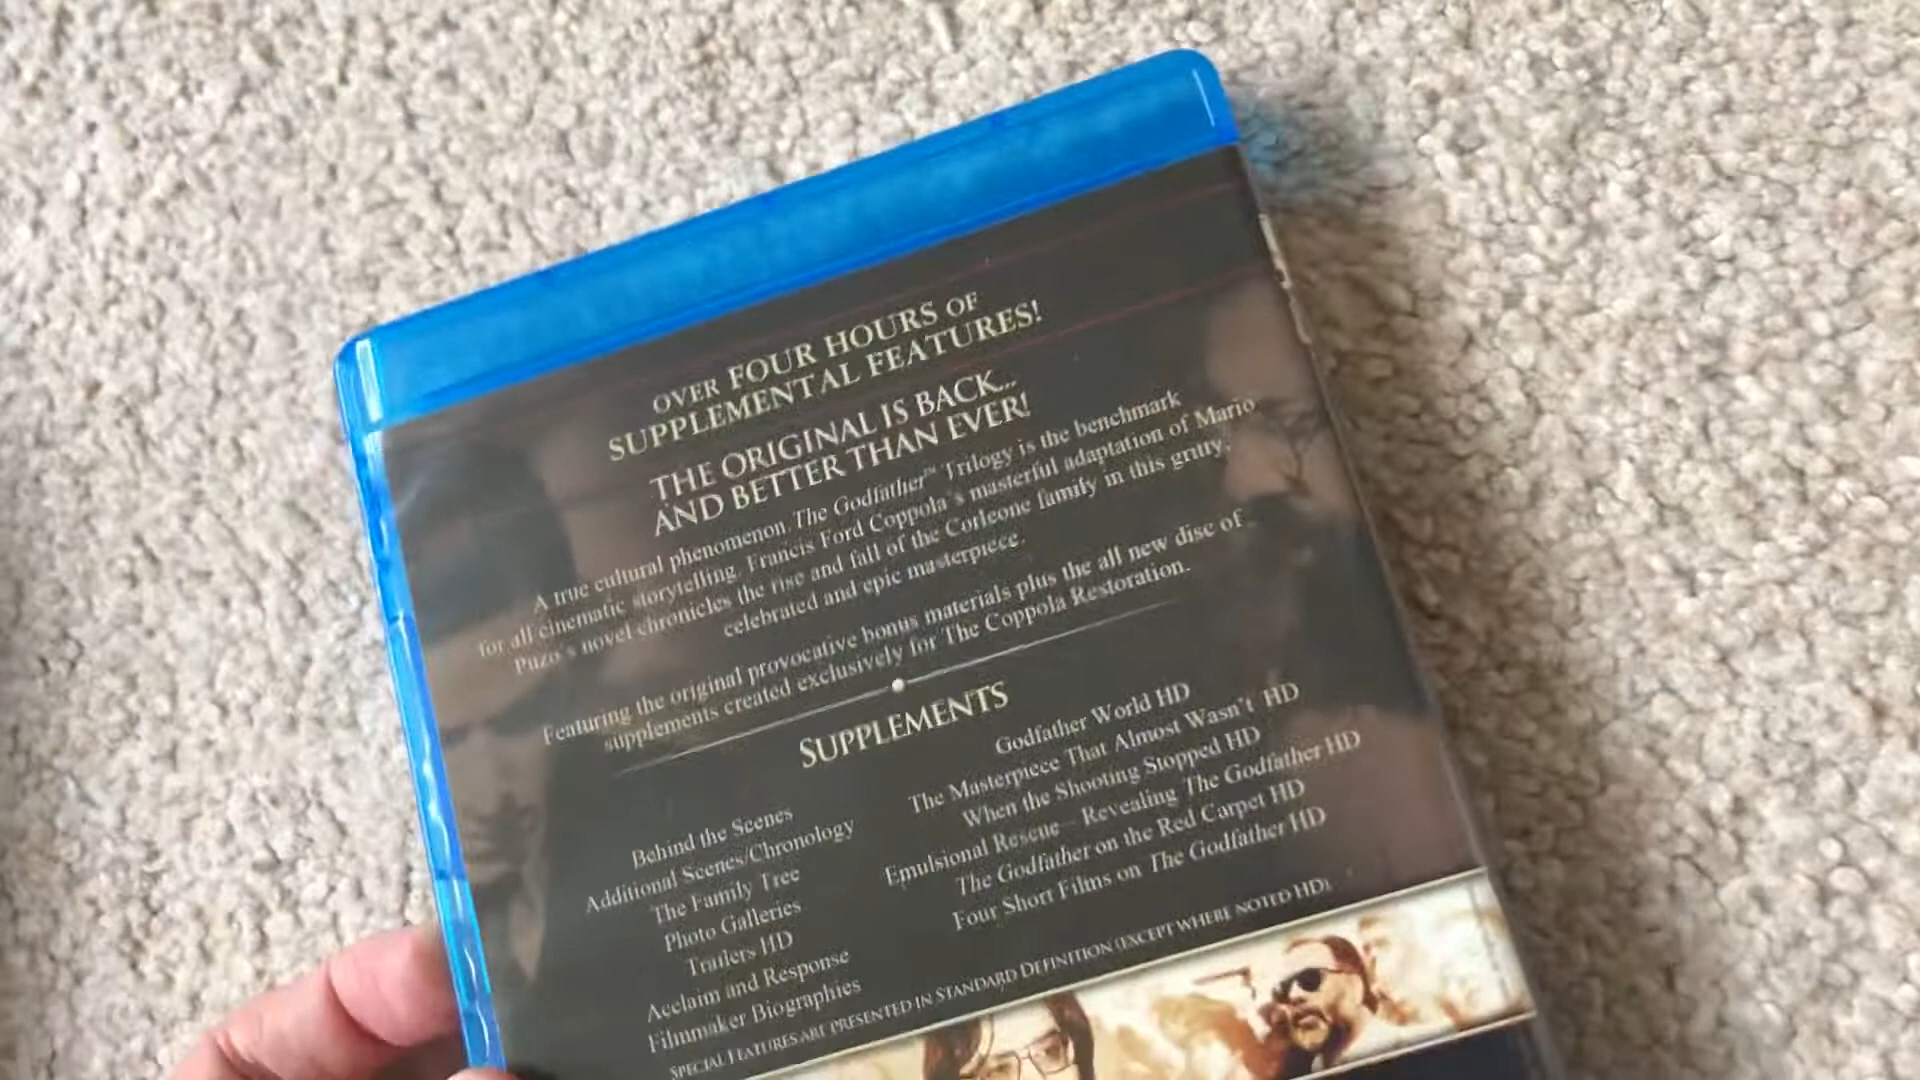 OVER FOUR HOURS OF
SUPPLEMENTAL FEATURES!
THE ORIGINAL IS BACK...
AND BETTER THAN EVER!
A true cultural phenomenon, The Godfather™ Trilogy is the benchmark
for all cinematic storytelling. Francis Ford Coppola's masterful adaptation of Mario
Puzo's novel chronicles the rise and fall of the Corleone family in this gritty,
celebrated and epic masterpiece.
Featuring the original provocative bonus materials plus the all new disc of
supplements created exclusively for The Coppola Restoration.
SUPPLEMENTS
Behind the Scenes
Additional Scenes/Chronology
The Family Tree
Photo Galleries
Trailers HD
Acclaim and Response
Filmmaker Biographies
Godfather World HD
The Masterpiece That Almost Wasn't HD
When the Shooting Stopped HD
Emulsional Rescue—Revealing The Godfather HD
The Godfather on the Red Carpet HD
Four Short Films on The Godfather HD
SPECIAL FEATURES ARE PRESENTED IN STANDARD DEFINITION (EXCEPT WHERE NOTED HD).